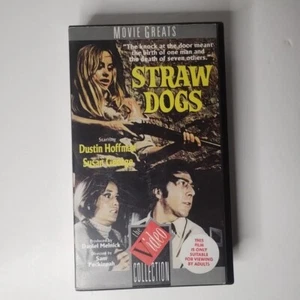 MOVIE GREATS
"The knock at the door meant
the birth of one man and
the death of seven others."
STRAW
DOGS
Starring
Dustin Hoffman
Susan George
Produced by
Daniel Melnick
Directed by
Sam Peckinpah
The
Video
COLLECTION
THIS
FILM
IS ONLY
SUITABLE
FOR VIEWING
BY ADULTS